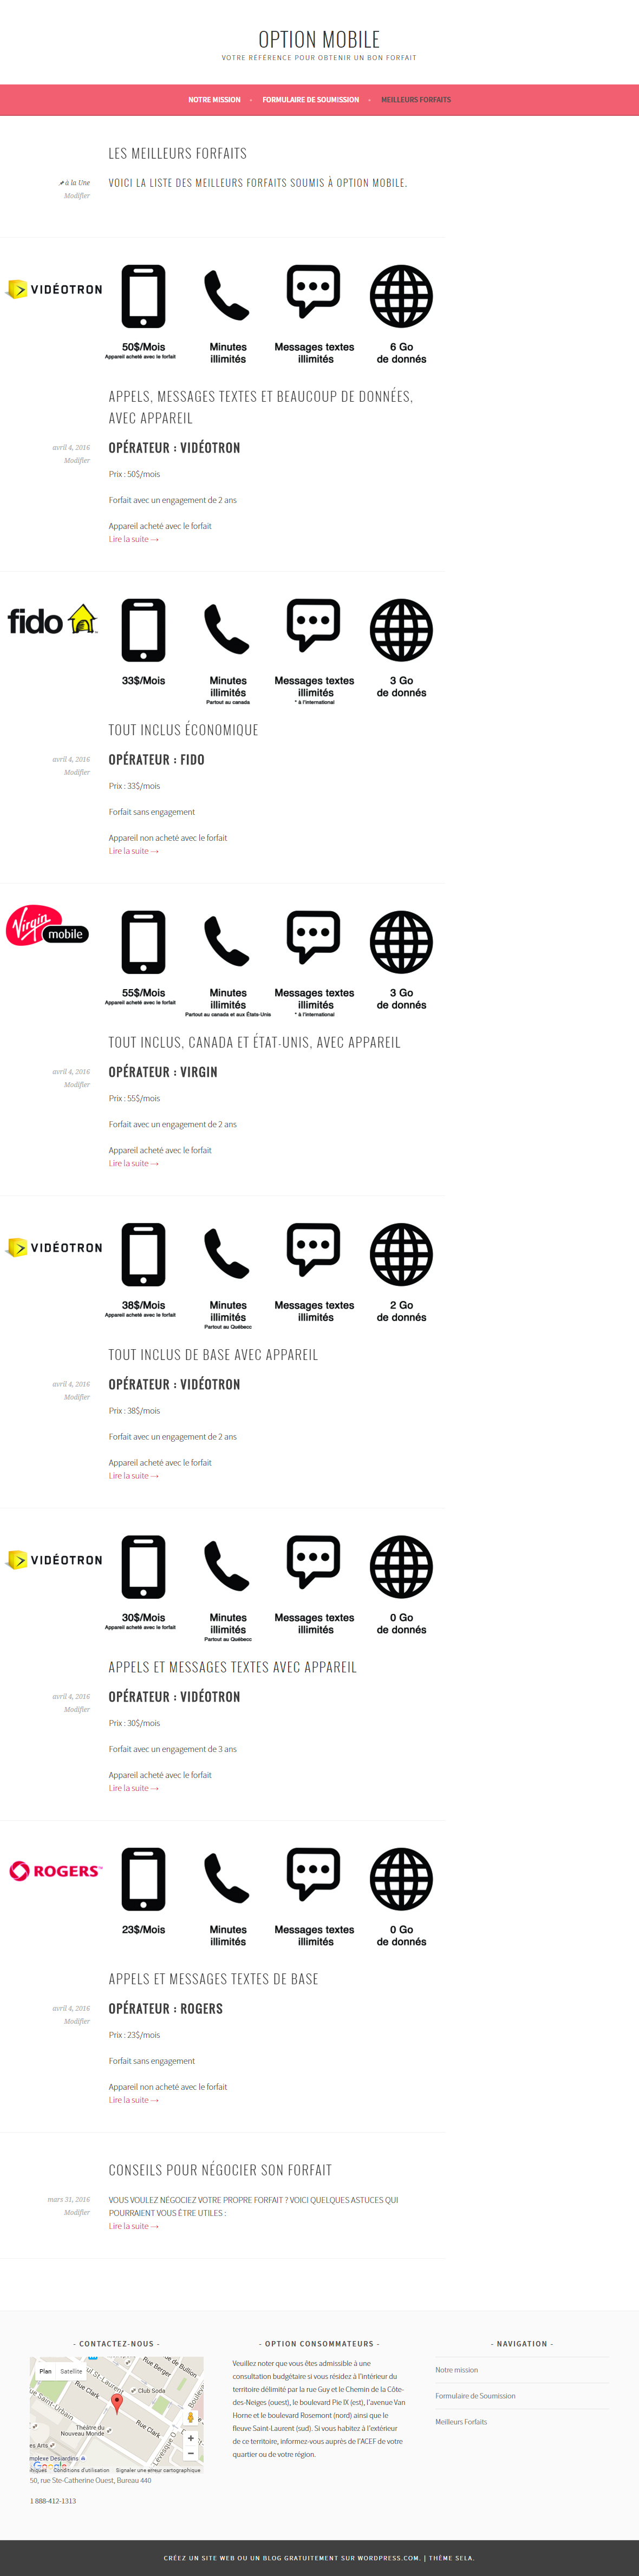 OPTION MOBILE
VOTRE RÉFÉRENCE POUR OBTENIR UN BON FORFAIT
NOTRE MISSION
FORMULAIRE DE SOUMISSION
MEILLEURS FORFAITS
LES MEILLEURS FORFAITS
à la Une
Modifier
VOICI LA LISTE DES MEILLEURS FORFAITS SOUMIS À OPTION MOBILE.
VIDÉOTRON
50$/Mois
Appareil acheté avec le forfait
Minutes
illimités
Messages textes
illimités
6 Go
de donnés
APPELS, MESSAGES TEXTES ET BEAUCOUP DE DONNÉES,
AVEC APPAREIL
avril 4, 2016
Modifier
OPÉRATEUR : VIDÉOTRON
Prix : 50$/mois
Forfait avec un engagement de 2 ans
Appareil acheté avec le forfait
Lire la suite →
fido
33$/Mois
Minutes
illimités
Partout au canada
Messages textes
illimités
* à l'international
3 Go
de donnés
TOUT INCLUS ÉCONOMIQUE
avril 4, 2016
Modifier
OPÉRATEUR : FIDO
Prix : 33$/mois
Forfait sans engagement
Appareil non acheté avec le forfait
Lire la suite →
Virgin
mobile
55$/Mois
Appareil acheté avec le forfait
Minutes
illimités
Partout au canada et aux États-Unis
Messages textes
illimités
* à l'international
3 Go
de donnés
TOUT INCLUS, CANADA ET ÉTAT-UNIS, AVEC APPAREIL
avril 4, 2016
Modifier
OPÉRATEUR : VIRGIN
Prix : 55$/mois
Forfait avec un engagement de 2 ans
Appareil acheté avec le forfait
Lire la suite →
VIDÉOTRON
38$/Mois
Appareil acheté avec le forfait
Minutes
illimités
Partout au Québecc
Messages textes
illimités
2 Go
de donnés
TOUT INCLUS DE BASE AVEC APPAREIL
avril 4, 2016
Modifier
OPÉRATEUR : VIDÉOTRON
Prix : 38$/mois
Forfait avec un engagement de 2 ans
Appareil acheté avec le forfait
Lire la suite →
VIDÉOTRON
30$/Mois
Appareil acheté avec le forfait
Minutes
illimités
Partout au Québecc
Messages textes
illimités
0 Go
de donnés
APPELS ET MESSAGES TEXTES AVEC APPAREIL
avril 4, 2016
Modifier
OPÉRATEUR : VIDÉOTRON
Prix : 30$/mois
Forfait avec un engagement de 3 ans
Appareil acheté avec le forfait
Lire la suite →
ROGERS
23$/Mois
Minutes
illimités
Messages textes
illimités
0 Go
de donnés
APPELS ET MESSAGES TEXTES DE BASE
avril 4, 2016
Modifier
OPÉRATEUR : ROGERS
Prix : 23$/mois
Forfait sans engagement
Appareil non acheté avec le forfait
Lire la suite →
CONSEILS POUR NÉGOCIER SON FORFAIT
mars 31, 2016
Modifier
VOUS VOULEZ NÉGOCIEZ VOTRE PROPRE FORFAIT ? VOICI QUELQUES ASTUCES QUI
POURRAIENT VOUS ÊTRE UTILES :
Lire la suite →
- CONTACTEZ-NOUS -
Plan
Satellite
Rue de Bullion
Rue Berger
Club Soda
Rue Clark
Rue Saint-Urbain
Théâtre du
Nouveau Monde
Rue Clark
es Arts
mplexe Desjardins
Google
Conditions d'utilisation
Signaler une erreur cartographique
50, rue Ste-Catherine Ouest, Bureau 440
1 888-412-1313
- OPTION CONSOMMATEURS -
Veuillez noter que vous êtes admissible à une
consultation budgétaire si vous résidez à l'intérieur du
territoire délimité par la rue Guy et le Chemin de la Côte-
des-Neiges (ouest), le boulevard Pie IX (est), l'avenue Van
Horne et le boulevard Rosemont (nord) ainsi que le
fleuve Saint-Laurent (sud). Si vous habitez à l'extérieur
de ce territoire, informez-vous auprès de l'ACEF de votre
quartier ou de votre région.
- NAVIGATION -
Notre mission
Formulaire de Soumission
Meilleurs Forfaits
CRÉEZ UN SITE WEB OU UN BLOG GRATUITEMENT SUR WORDPRESS.COM. | THÈME SELA.